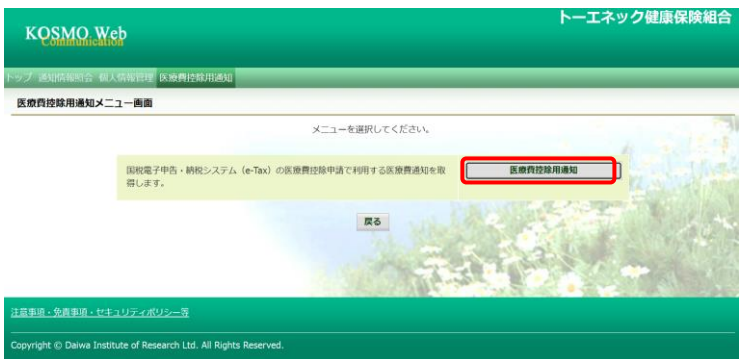 トーエネック健康保険組合
KOSMO Web
Communication
トップ 通知情報照会 個人情報管理 医療費控除用通知
医療費控除用通知メニュー画面
メニューを選択してください。
国税電子申告・納税システム（e-Tax）の医療費控除申請で利用する医療費通知を取
得します。
医療費控除用通知
戻る
注意事項・免責事項・セキュリティポリシー等
Copyright © Daiwa Institute of Research Ltd. All Rights Reserved.